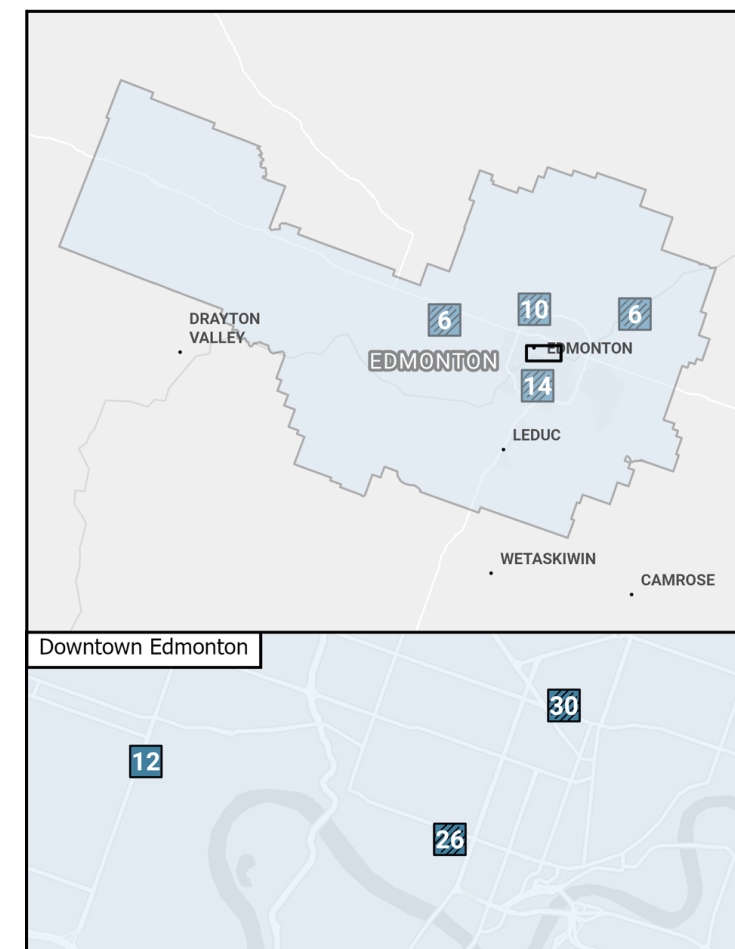 10
6
6
DRAYTON
VALLEY
EDMONTON
EDMONTON
14
LEDUC
WETASKIWIN
CAMROSE
Downtown Edmonton
30
12
26